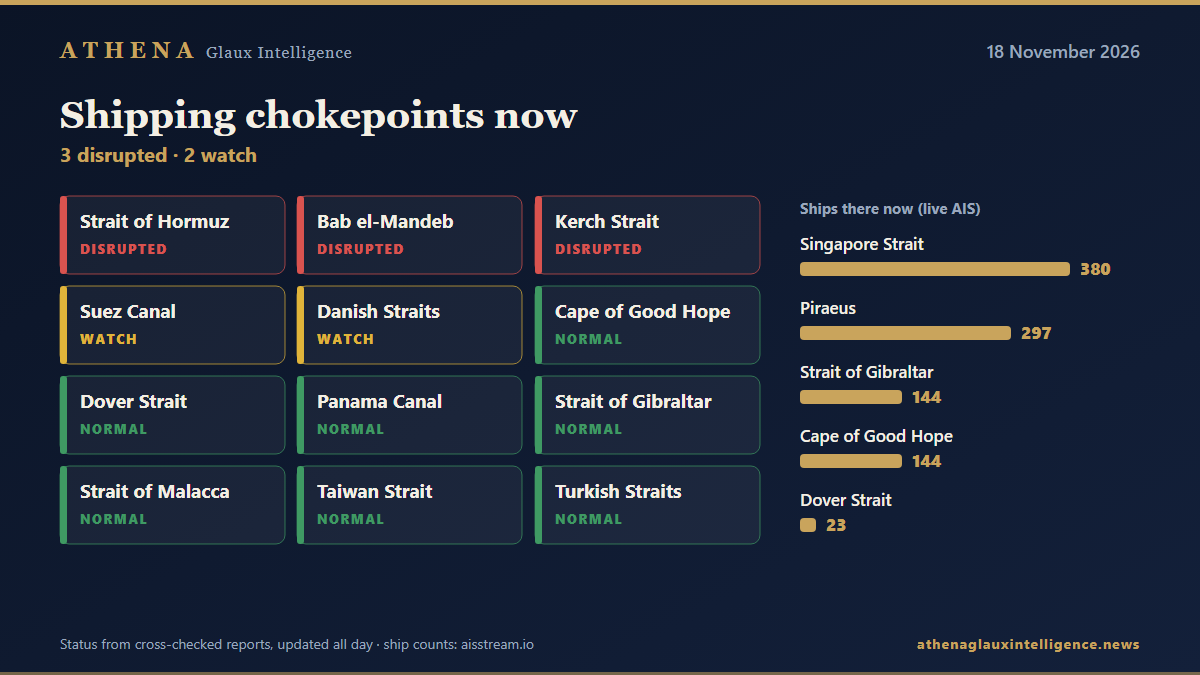 ATHENA Glaux Intelligence
18 November 2026
Shipping chokepoints now
3 disrupted · 2 watch
Strait of Hormuz
DISRUPTED
Bab el-Mandeb
DISRUPTED
Kerch Strait
DISRUPTED
Suez Canal
WATCH
Danish Straits
WATCH
Cape of Good Hope
NORMAL
Dover Strait
NORMAL
Panama Canal
NORMAL
Strait of Gibraltar
NORMAL
Strait of Malacca
NORMAL
Taiwan Strait
NORMAL
Turkish Straits
NORMAL
Ships there now (live AIS)
Singapore Strait
380
Piraeus
297
Strait of Gibraltar
144
Cape of Good Hope
144
Dover Strait
23
Status from cross-checked reports, updated all day · ship counts: aisstream.io
athenaglauxintelligence.news